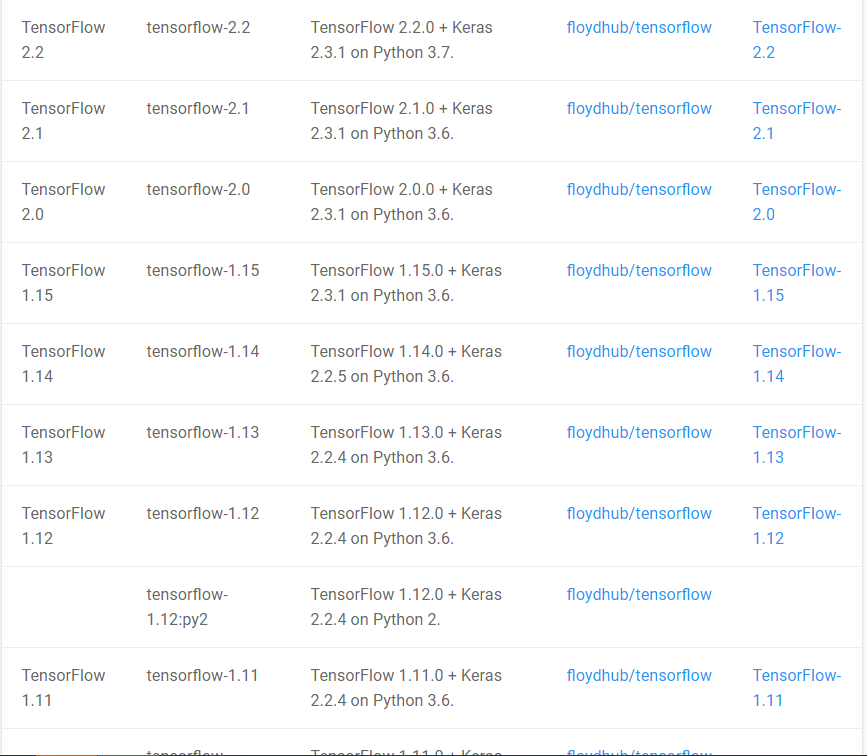 TensorFlow 2.2 tensorflow-2.2 TensorFlow 2.2.0 + Keras 2.3.1 on Python 3.7. floydhub/tensorflow TensorFlow-2.2
TensorFlow 2.1 tensorflow-2.1 TensorFlow 2.1.0 + Keras 2.3.1 on Python 3.6. floydhub/tensorflow TensorFlow-2.1
TensorFlow 2.0 tensorflow-2.0 TensorFlow 2.0.0 + Keras 2.3.1 on Python 3.6. floydhub/tensorflow TensorFlow-2.0
TensorFlow 1.15 tensorflow-1.15 TensorFlow 1.15.0 + Keras 2.3.1 on Python 3.6. floydhub/tensorflow TensorFlow-1.15
TensorFlow 1.14 tensorflow-1.14 TensorFlow 1.14.0 + Keras 2.2.5 on Python 3.6. floydhub/tensorflow TensorFlow-1.14
TensorFlow 1.13 tensorflow-1.13 TensorFlow 1.13.0 + Keras 2.2.4 on Python 3.6. floydhub/tensorflow TensorFlow-1.13
TensorFlow 1.12 tensorflow-1.12 TensorFlow 1.12.0 + Keras 2.2.4 on Python 3.6. floydhub/tensorflow TensorFlow-1.12
tensorflow-1.12:py2 TensorFlow 1.12.0 + Keras 2.2.4 on Python 2. floydhub/tensorflow
TensorFlow 1.11 tensorflow-1.11 TensorFlow 1.11.0 + Keras 2.2.4 on Python 3.6. floydhub/tensorflow TensorFlow-1.11